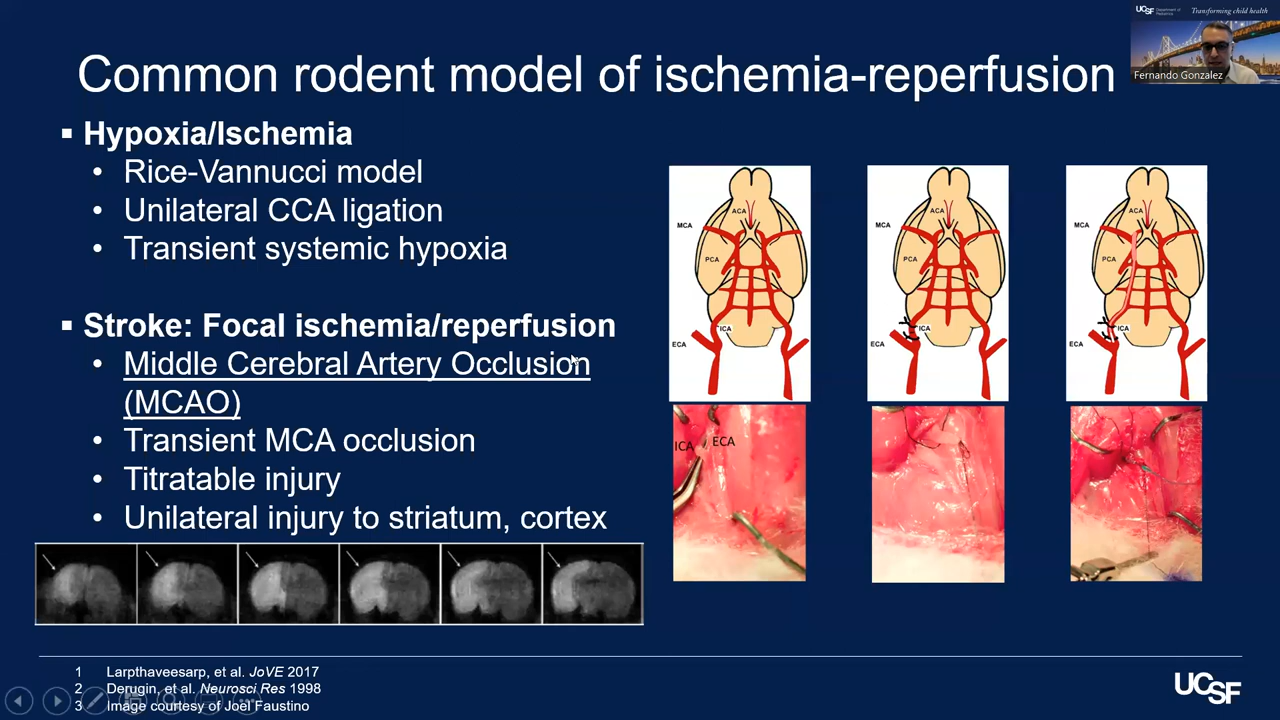 UCSF Department of Pediatrics Transforming child health
Fernando Gonzalez
Common rodent model of ischemia-reperfusion
▪ Hypoxia/Ischemia
• Rice-Vannucci model
• Unilateral CCA ligation
• Transient systemic hypoxia
▪ Stroke: Focal ischemia/reperfusion
• Middle Cerebral Artery Occlusion
(MCAO)
• Transient MCA occlusion
• Titratable injury
• Unilateral injury to striatum, cortex
ACA
MCA
PCA
ICA
ECA
ACA
MCA
PCA
ICA
ECA
ACA
MCA
PCA
ICA
ECA
ICA ECA
1 Larpthaveesarp, et al. JoVE 2017
2 Derugin, et al. Neurosci Res 1998
3 Image courtesy of Joel Faustino
UCSF